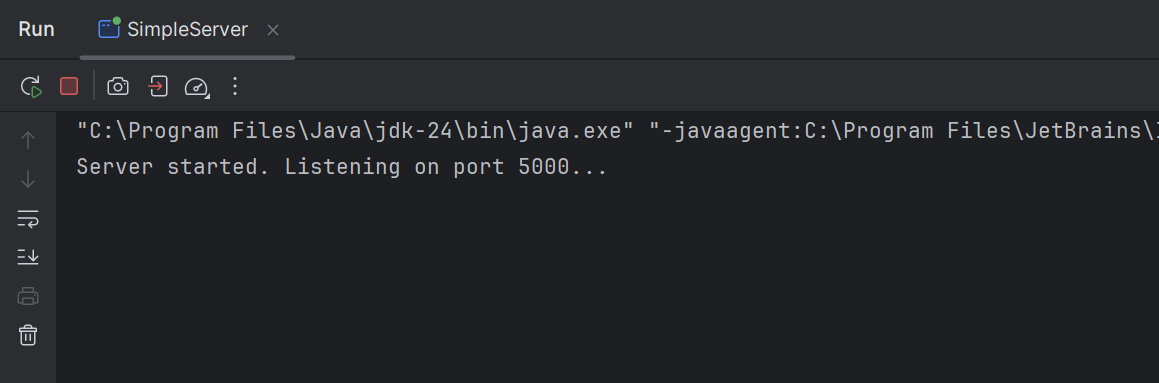 Run SimpleServer
"C:\Program Files\Java\jdk-24\bin\java.exe" "-javaagent:C:\Program Files\JetBrains\
Server started. Listening on port 5000...